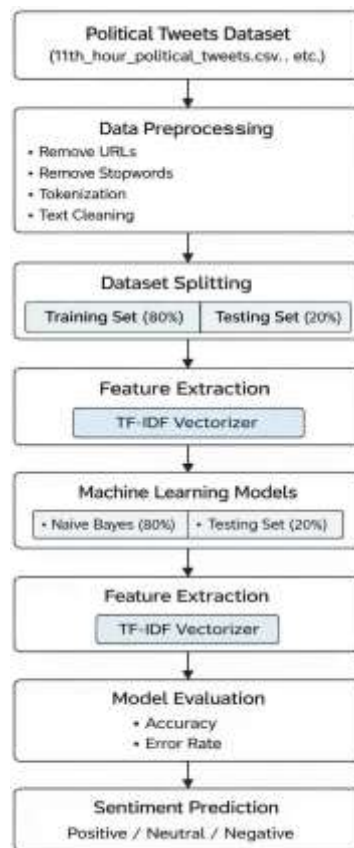 Political Tweets Dataset
(11th_hour_political_tweets.csv., etc.)
Data Preprocessing
• Remove URLs
• Remove Stopwords
• Tokenization
• Text Cleaning
Dataset Splitting
Training Set (80%) Testing Set (20%)
Feature Extraction
TF-IDF Vectorizer
Machine Learning Models
• Naive Bayes (80%) • Testing Set (20%)
Feature Extraction
TF-IDF Vectorizer
Model Evaluation
• Accuracy
• Error Rate
Sentiment Prediction
Positive / Neutral / Negative